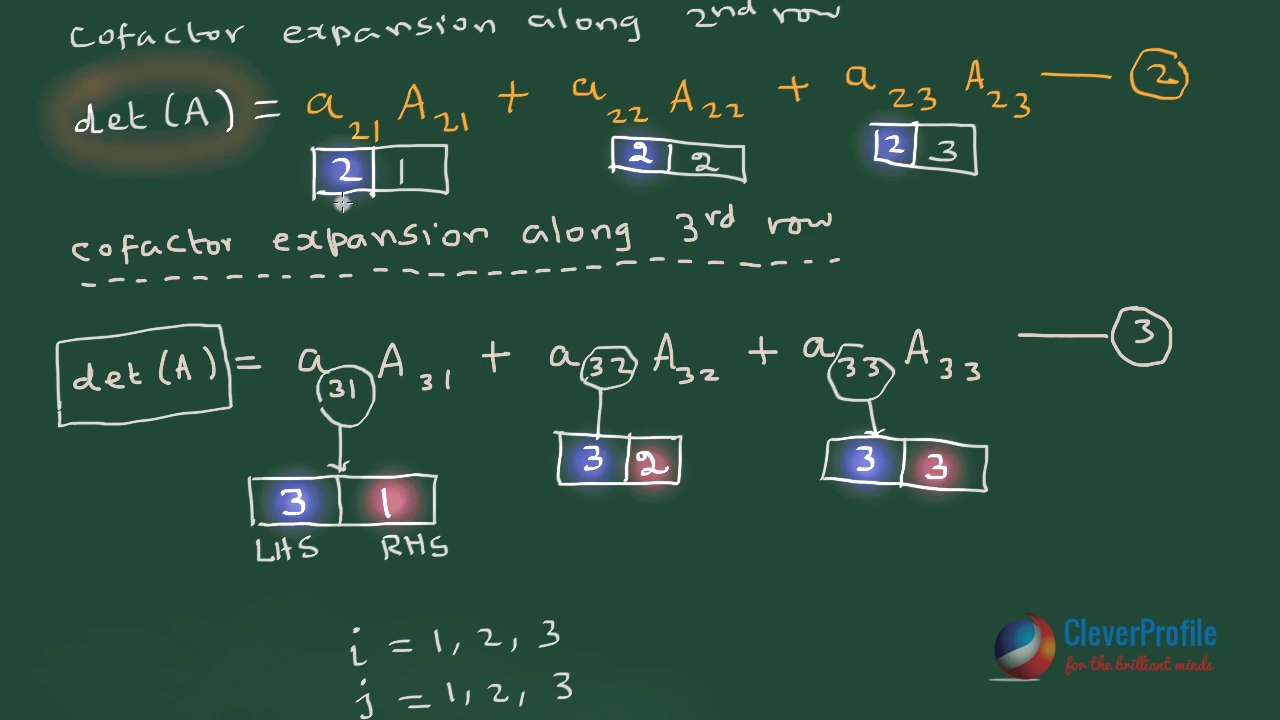 cofactor expansion along 2nd row
det(A) = a21 A21 + a22 A22 + a23 A23 — 2
2 1 2 2 2 3
cofactor expansion along 3rd row
det(A) = a31 A31 + a32 A32 + a33 A33 — 3
3 1 3 2 3 3
LHS RHS
i = 1, 2, 3
j = 1, 2, 3
CleverProfile
for the brilliant minds